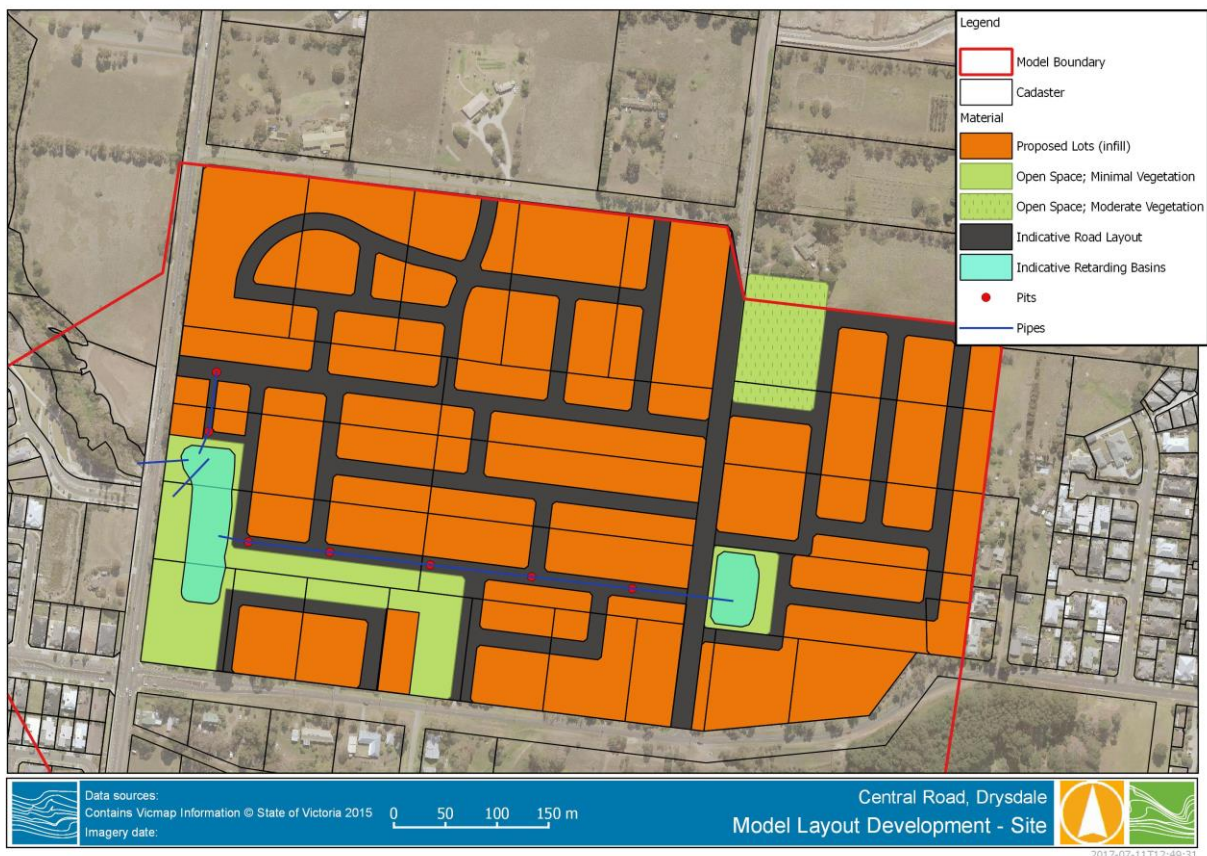 Legend
Model Boundary
Cadaster
Material
Proposed Lots (infill)
Open Space; Minimal Vegetation
Open Space; Moderate Vegetation
Indicative Road Layout
Indicative Retarding Basins
Pits
Pipes
Data sources:
Contains Vicmap Information © State of Victoria 2015
Imagery date:
0 50 100 150 m
Central Road, Drysdale
Model Layout Development - Site
2017-07-11T17:49:31